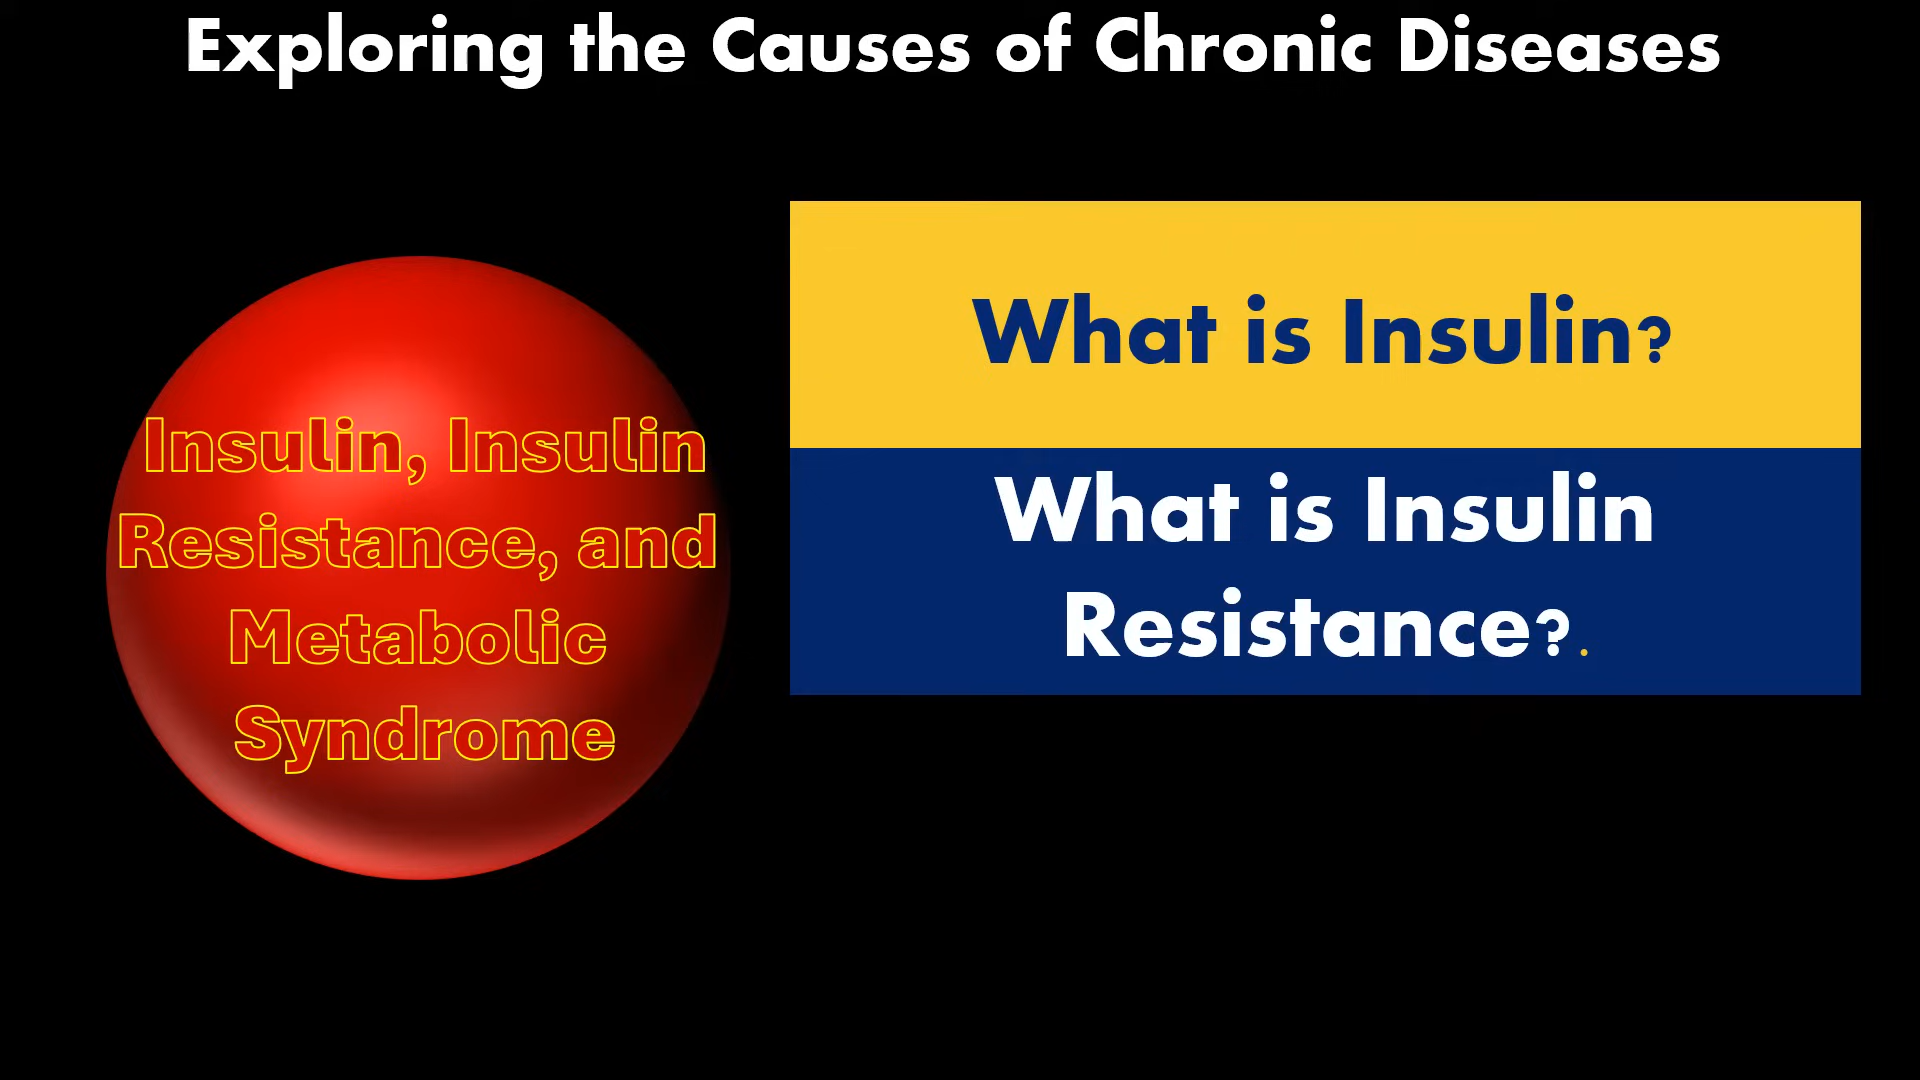 Exploring the Causes of Chronic Diseases
Insulin, Insulin
Resistance, and
Metabolic
Syndrome
What is Insulin?
What is Insulin
Resistance?.